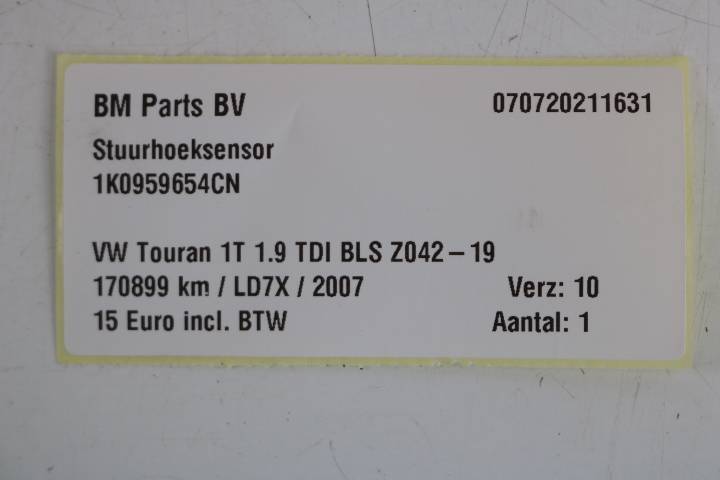 BM Parts BV 070720211631
Stuurhoeksensor
1K0959654CN
VW Touran 1T 1.9 TDI BLS Z042 – 19
170899 km / LD7X / 2007 Verz: 10
15 Euro incl. BTW Aantal: 1